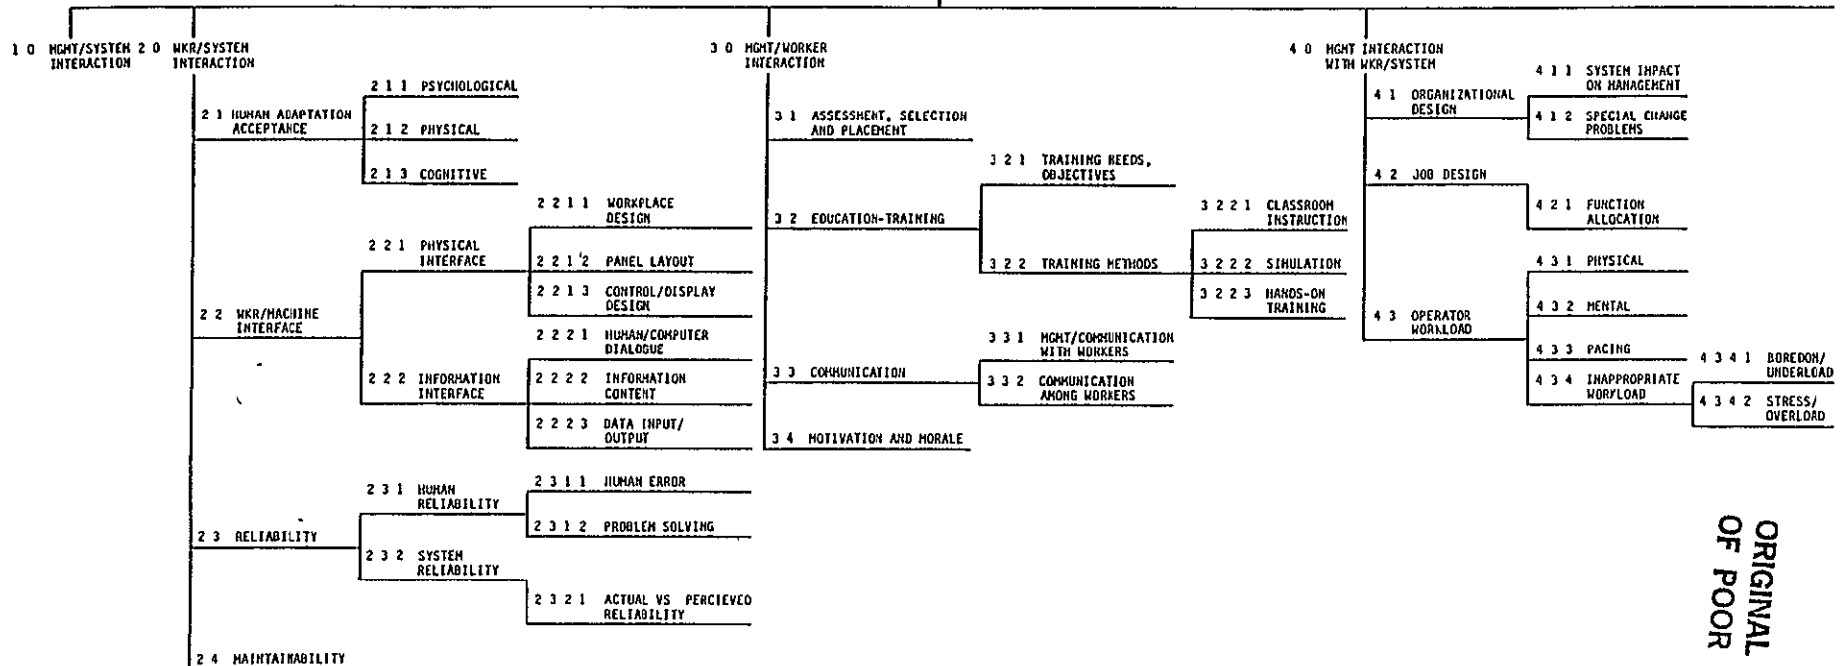 1 0 MGMT/SYSTEM
INTERACTION
2 0 WKR/SYSTEM
INTERACTION
2 1 HUMAN ADAPTATION
ACCEPTANCE
2 1 1 PSYCHOLOGICAL
2 1 2 PHYSICAL
2 1 3 COGNITIVE
2 2 WKR/MACHINE
INTERFACE
2 2 1 PHYSICAL
INTERFACE
2 2 1 1 WORKPLACE
DESIGN
2 2 1 2 PANEL LAYOUT
2 2 1 3 CONTROL/DISPLAY
DESIGN
2 2 2 INFORMATION
INTERFACE
2 2 2 1 HUMAN/COMPUTER
DIALOGUE
2 2 2 2 INFORMATION
CONTENT
2 2 2 3 DATA INPUT/
OUTPUT
2 3 RELIABILITY
2 3 1 HUMAN
RELIABILITY
2 3 1 1 HUMAN ERROR
2 3 1 2 PROBLEM SOLVING
2 3 2 SYSTEM
RELIABILITY
2 3 2 1 ACTUAL VS PERCIEVED
RELIABILITY
2 4 MAINTAINABILITY
3 0 MGMT/WORKER
INTERACTION
3 1 ASSESSMENT, SELECTION
AND PLACEMENT
3 2 EDUCATION-TRAINING
3 2 1 TRAINING NEEDS,
OBJECTIVES
3 2 2 TRAINING METHODS
3 2 2 1 CLASSROOM
INSTRUCTION
3 2 2 2 SIMULATION
3 2 2 3 HANDS-ON
TRAINING
3 3 COMMUNICATION
3 3 1 MGMT/COMMUNICATION
WITH WORKERS
3 3 2 COMMUNICATION
AMONG WORKERS
3 4 MOTIVATION AND MORALE
4 0 MGMT INTERACTION
WITH WKR/SYSTEM
4 1 ORGANIZATIONAL
DESIGN
4 1 1 SYSTEM IMPACT
ON MANAGEMENT
4 1 2 SPECIAL CHANGE
PROBLEMS
4 2 JOB DESIGN
4 2 1 FUNCTION
ALLOCATION
4 3 OPERATOR
WORKLOAD
4 3 1 PHYSICAL
4 3 2 MENTAL
4 3 3 PACING
4 3 4 INAPPROPRIATE
WORKLOAD
4 3 4 1 BOREDOM/
UNDERLOAD
4 3 4 2 STRESS/
OVERLOAD
ORIGINAL
OF POOR